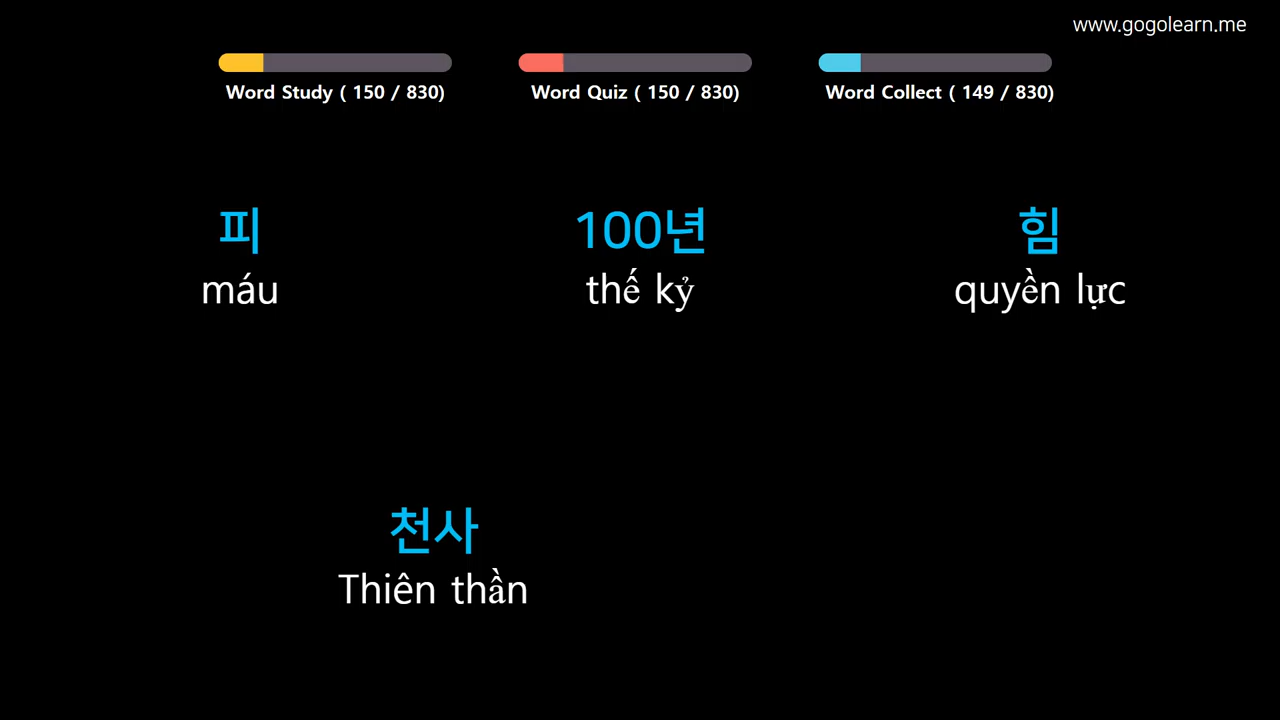 www.gogolearn.me
Word Study ( 150 / 830)
Word Quiz ( 150 / 830)
Word Collect ( 149 / 830)
피
máu
100년
thế kỷ
힘
quyền lực
천사
Thiên thần